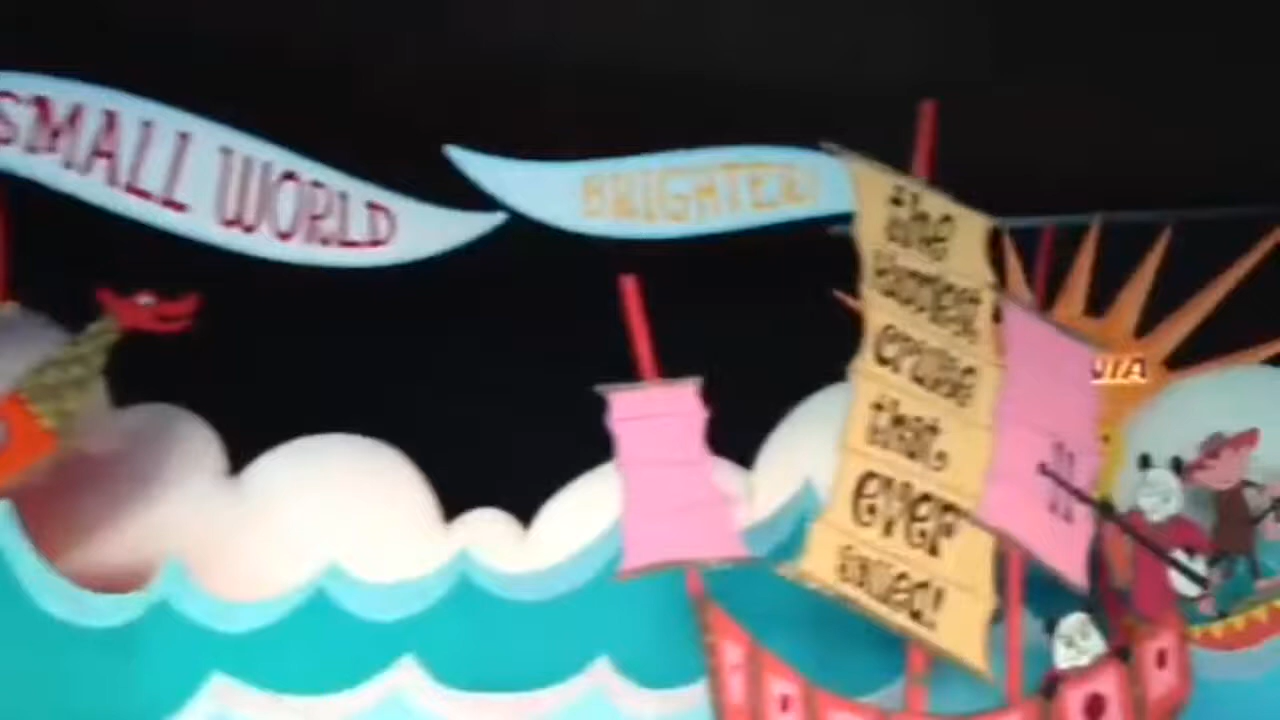 SMALL WORLD
BRIGHTER
the
happiest
cruise
that
ever
sailed!